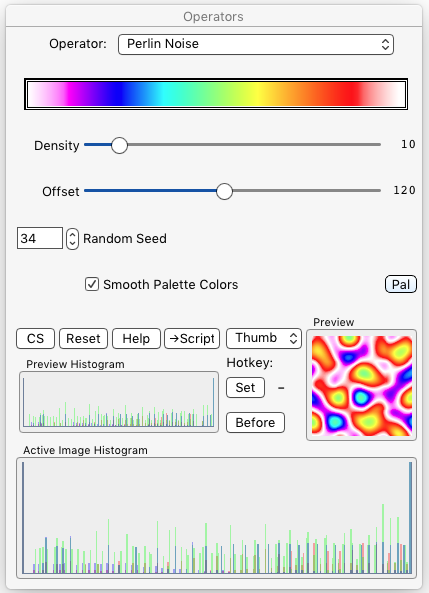 Operators
Operator: Perlin Noise
Density 10
Offset 120
34 Random Seed
Smooth Palette Colors Pal
CS Reset Help →Script Thumb Preview
Preview Histogram Hotkey:
Set –
Before
Active Image Histogram